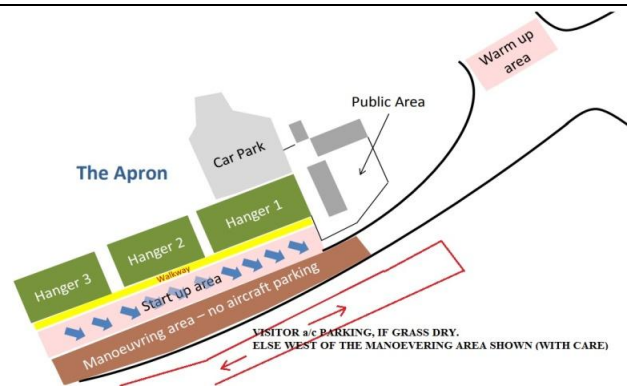 Warm up
area
Public Area
Car Park
The Apron
Hanger 1
Hanger 2
Hanger 3
Walkway
Start up area
Manoeuvring area – no aircraft parking
VISITOR a/c PARKING, IF GRASS DRY.
ELSE WEST OF THE MANOEVERING AREA SHOWN (WITH CARE)